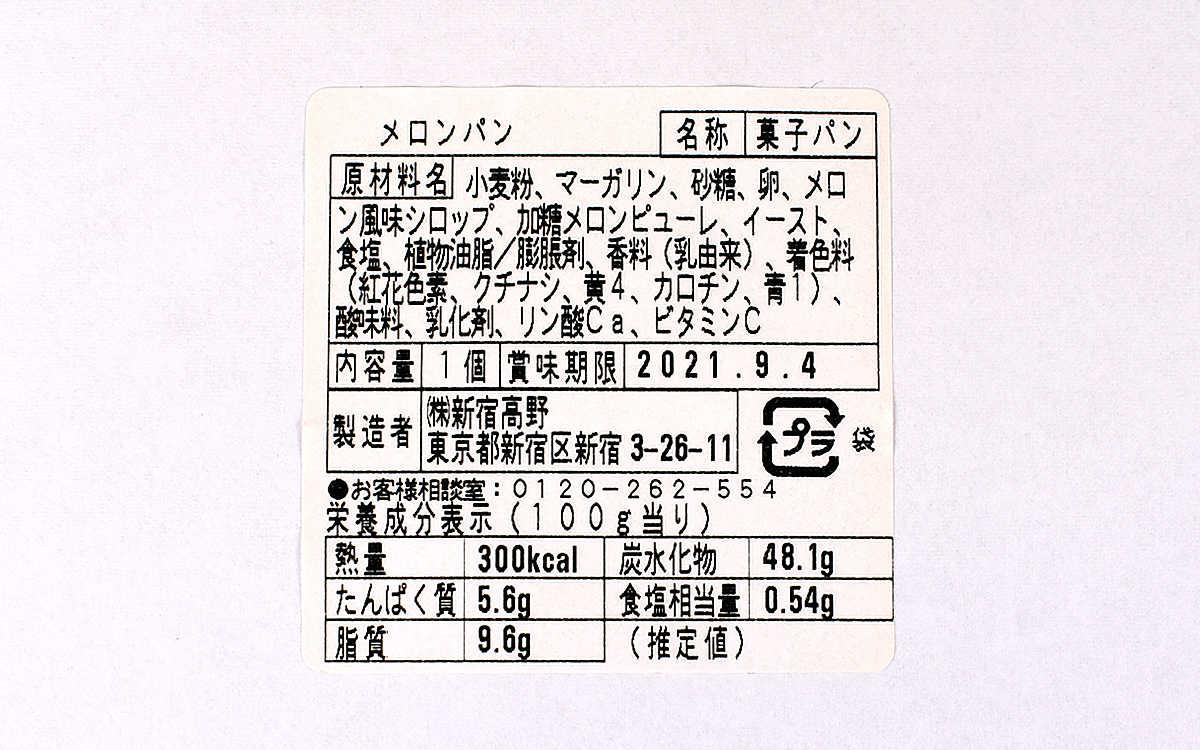 メロンパン 名称 菓子パン
原材料名 小麦粉、マーガリン、砂糖、卵、メロ
ン風味シロップ、加糖メロンピューレ、イースト、
食塩、植物油脂／膨脹剤、香料（乳由来）、着色料
（紅花色素、クチナシ、黄４、カロチン、青１）、
酸味料、乳化剤、リン酸Ｃａ、ビタミンＣ
内容量 １個 賞味期限 2021.9.4
製造者 ㈱新宿高野
東京都新宿区新宿 3-26-11
プラ 袋
●お客様相談室：０１２０−２６２−５５４
栄養成分表示（１００ｇ当り）
熱量 300kcal 炭水化物 48.1g
たんぱく質 5.6g 食塩相当量 0.54g
脂質 9.6g （推定値）